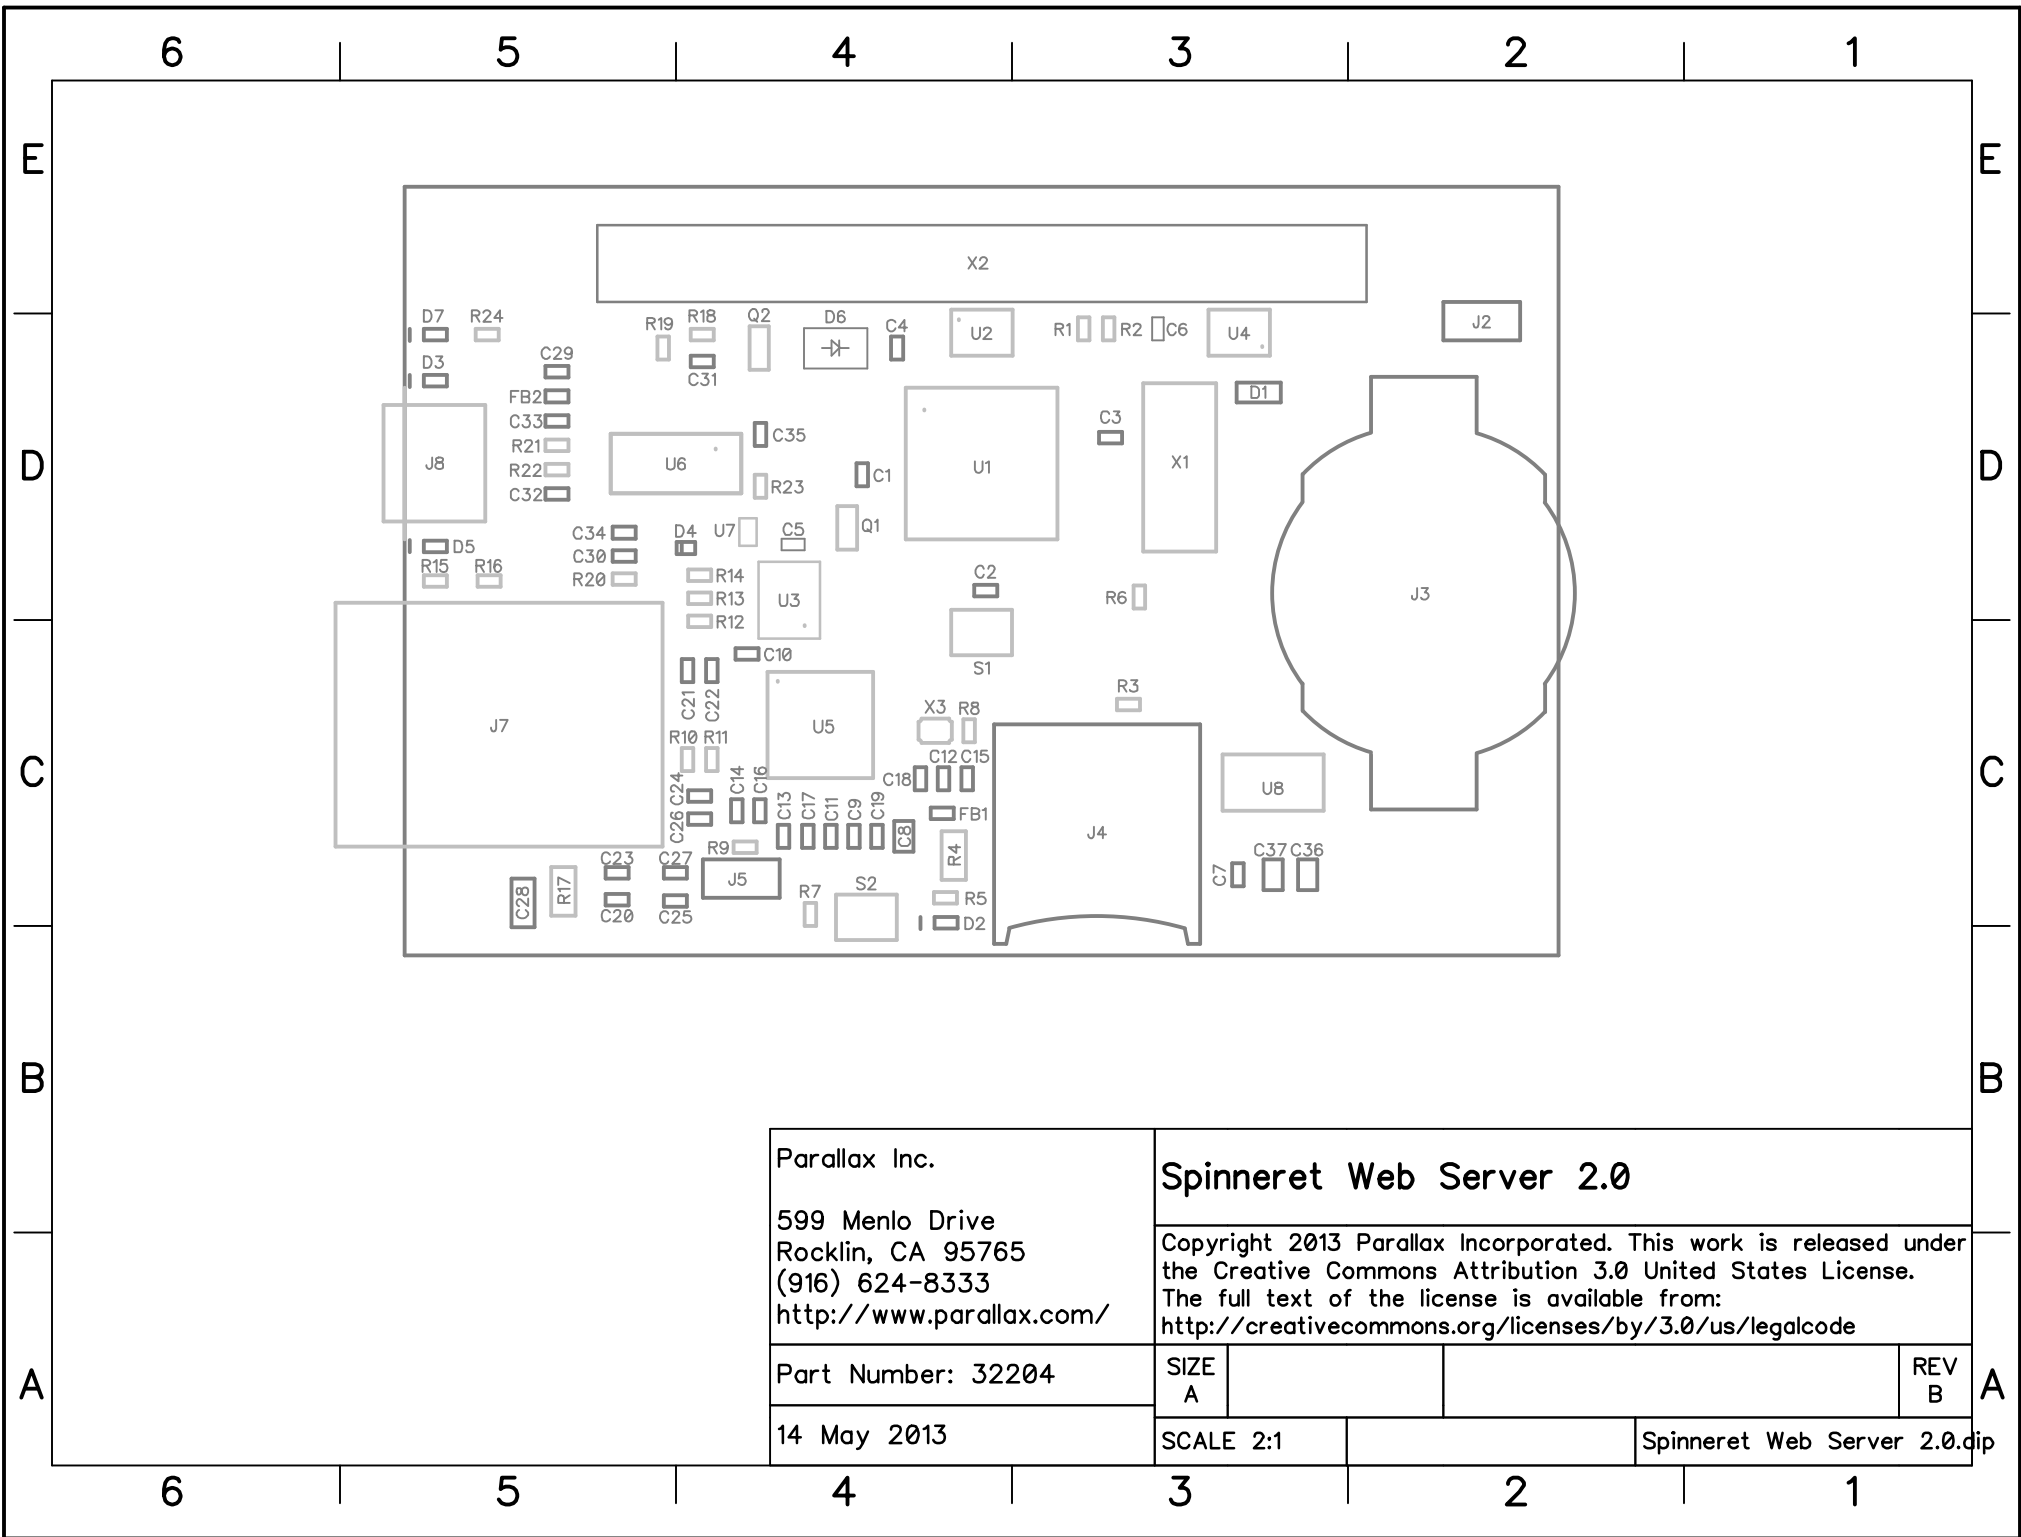 6 5 4 3 2 1
E E
X2
D7 R24 R19 R18 Q2 D6 C4 U2 R1 R2 C6 U4 J2
D3 C29 C31
FB2 D1
C33 C35 C3
R21
J8 R22 U6 C1 U1 X1
D D
C32 R23
C34 D4 U7 C5 Q1
D5 C30
R15 R16 R20 R14 C2
R13 U3 R6 J3
R12
C10 S1
C21 C22 R3
J7 U5 X3 R8
R10 R11
C C
C24 C14 C16 C18 C12 C15 U8
C26 C13 C17 C11 C9 C19 C8 FB1 J4
R9 R4
C23 C27 J5 S2 C7 C37 C36
C28 R17 R7 R5
C20 C25 D2
B B
Parallax Inc.
599 Menlo Drive
Rocklin, CA 95765
(916) 624-8333
http://www.parallax.com/
Part Number: 32204
14 May 2013
Spinneret Web Server 2.0
Copyright 2013 Parallax Incorporated. This work is released under
the Creative Commons Attribution 3.0 United States License.
The full text of the license is available from:
http://creativecommons.org/licenses/by/3.0/us/legalcode
SIZE
A
REV
B
A A
SCALE 2:1
Spinneret Web Server 2.0.dip
6 5 4 3 2 1